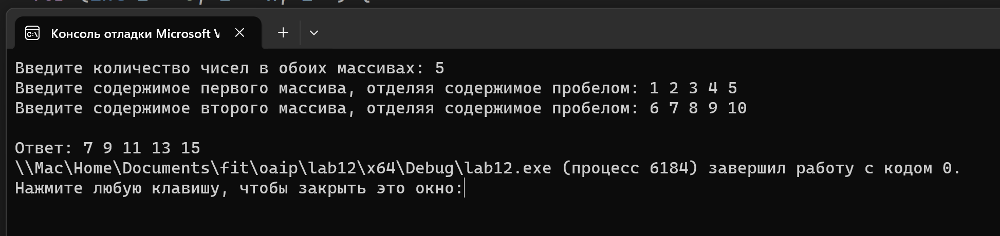 Консоль отладки Microsoft V
Введите количество чисел в обоих массивах: 5
Введите содержимое первого массива, отделяя содержимое пробелом: 1 2 3 4 5
Введите содержимое второго массива, отделяя содержимое пробелом: 6 7 8 9 10
Ответ: 7 9 11 13 15
\\Mac\Home\Documents\fit\oaip\lab12\x64\Debug\lab12.exe (процесс 6184) завершил работу с кодом 0.
Нажмите любую клавишу, чтобы закрыть это окно: